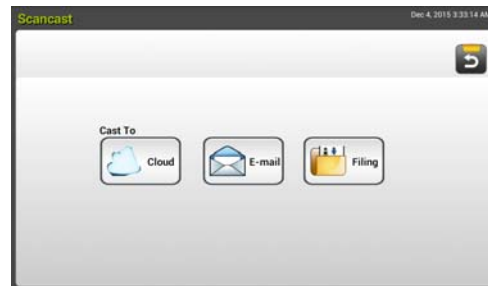 Scancast
Dec 4, 2015 3:33:14 AM
Cast To
Cloud
E-mail
Filing